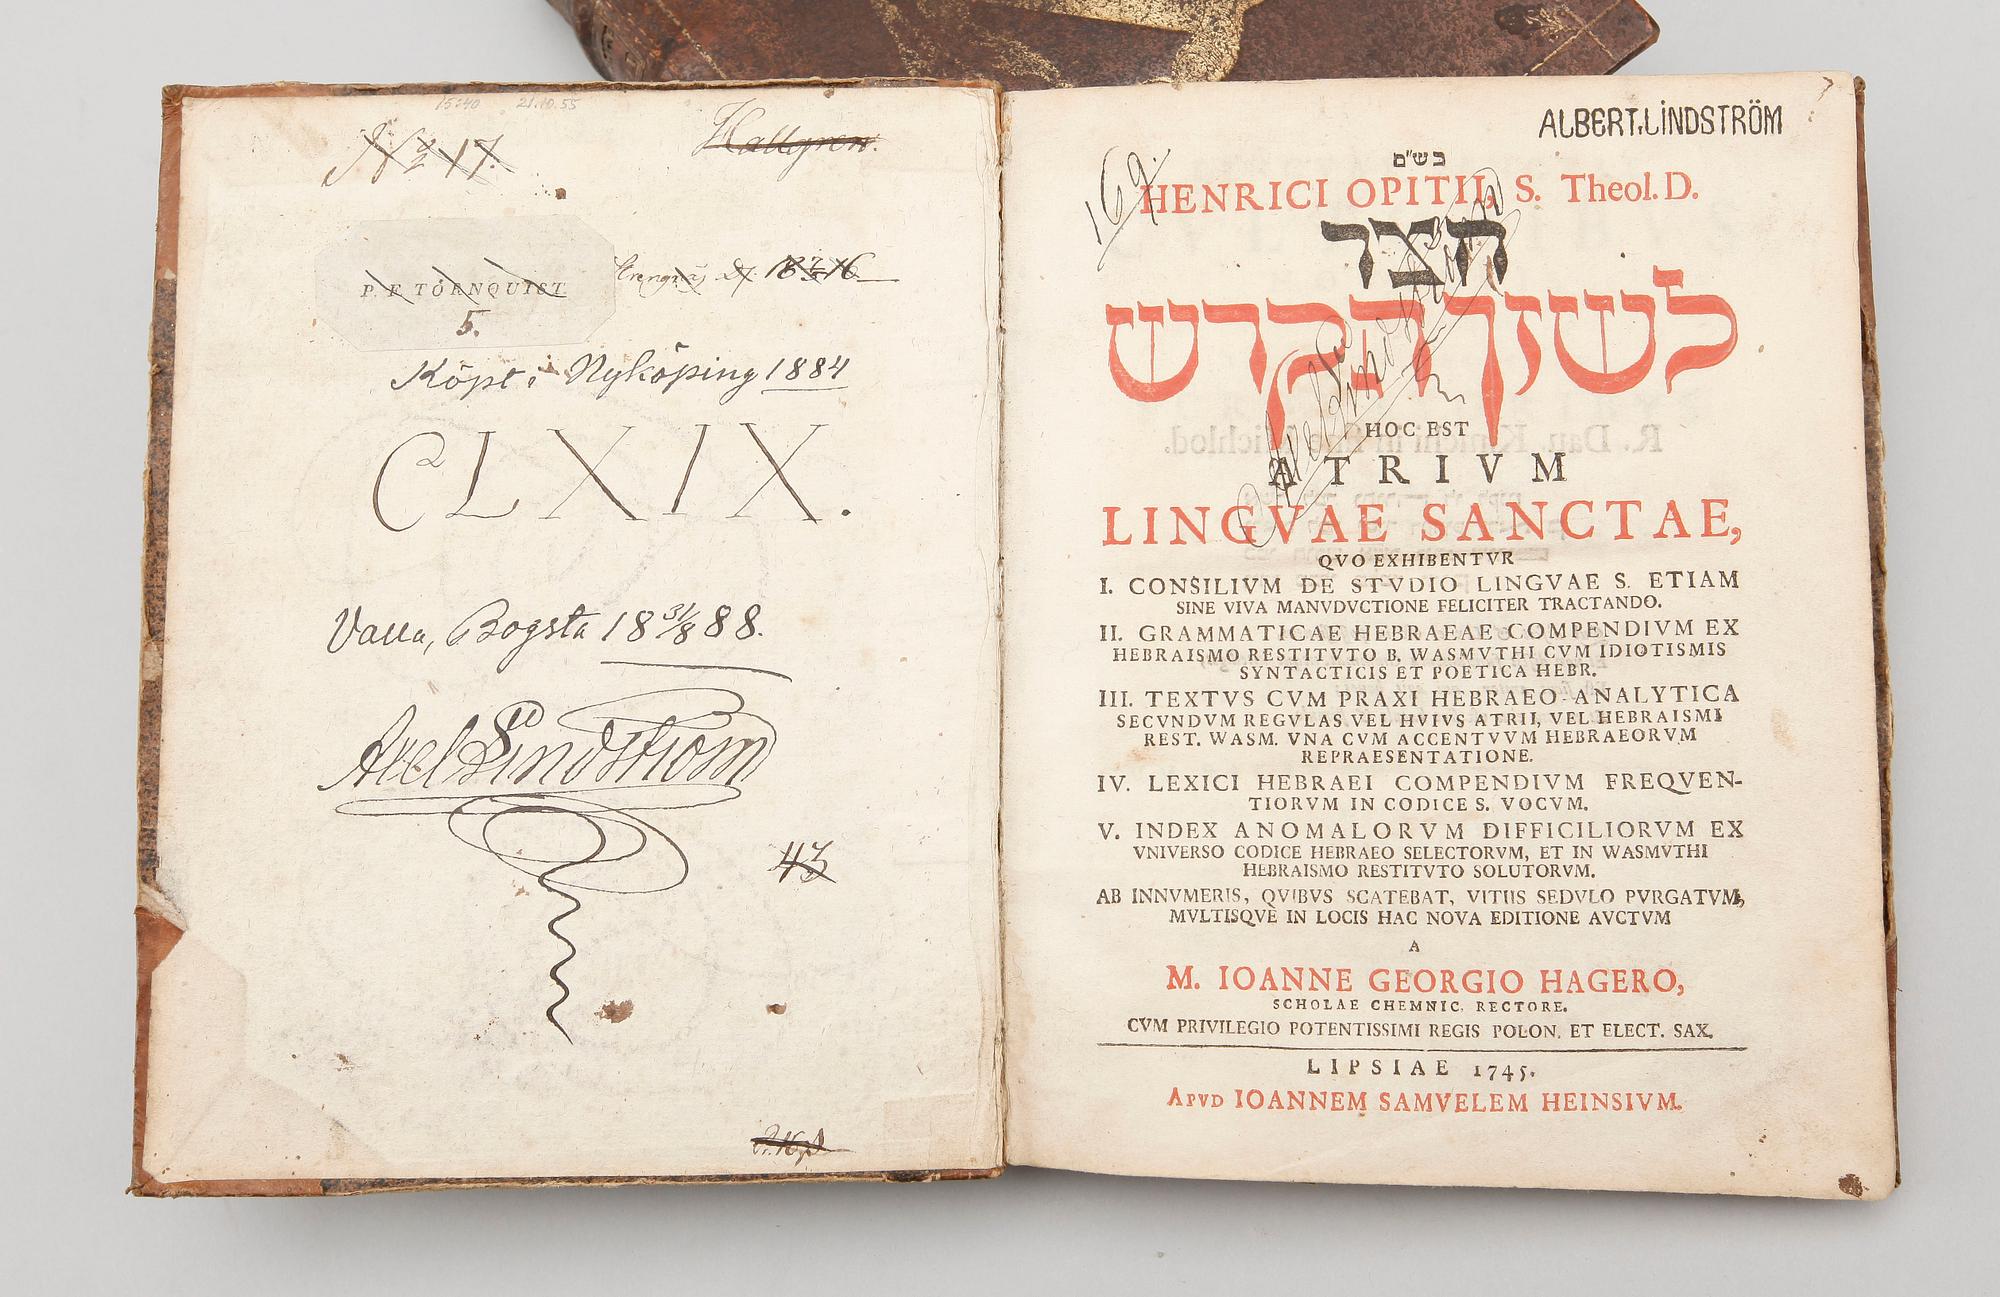 15:40 21.10.55
No 17.
Hallgren.
P. F. TÖRNQUIST.
5.
Köpt i Nyköping 1884
CLXIX.
Valla, Bogsta 18 31/8 88.
Axel Lindström
43
ALBERT.LINDSTRÖM
169.
בש״ם
HENRICI OPITII, S. Theol. D.
חצר
לשון הקדש
Axel Lindström
HOC EST
ATRIVM
LINGVAE SANCTAE,
QVO EXHIBENTVR
I. CONSILIVM DE STVDIO LINGVAE S. ETIAM
SINE VIVA MANVDVCTIONE FELICITER TRACTANDO.
II. GRAMMATICAE HEBRAEAE COMPENDIVM EX
HEBRAISMO RESTITVTO B. WASMVTHI CVM IDIOTISMIS
SYNTACTICIS ET POETICA HEBR.
III. TEXTVS CVM PRAXI HEBRAEO-ANALYTICA
SECVNDVM REGVLAS VEL HVIVS ATRII, VEL HEBRAISMI
REST. WASM. VNA CVM ACCENTVVM HEBRAEORVM
REPRAESENTATIONE.
IV. LEXICI HEBRAEI COMPENDIVM FREQVEN-
TIORVM IN CODICE S. VOCVM.
V. INDEX ANOMALORVM DIFFICILIORVM EX
VNIVERSO CODICE HEBRAEO SELECTORVM, ET IN WASMVTHI
HEBRAISMO RESTITVTO SOLVTORVM.
AB INNVMERIS, QVIBVS SCATEBAT, VITIIS SEDVLO PVRGATVM,
MVLTISQVE IN LOCIS HAC NOVA EDITIONE AVCTVM
A
M. IOANNE GEORGIO HAGERO,
SCHOLAE CHEMNIC. RECTORE.
CVM PRIVILEGIO POTENTISSIMI REGIS POLON. ET ELECT. SAX.
LIPSIAE 1745.
APVD IOANNEM SAMVELEM HEINSIVM.